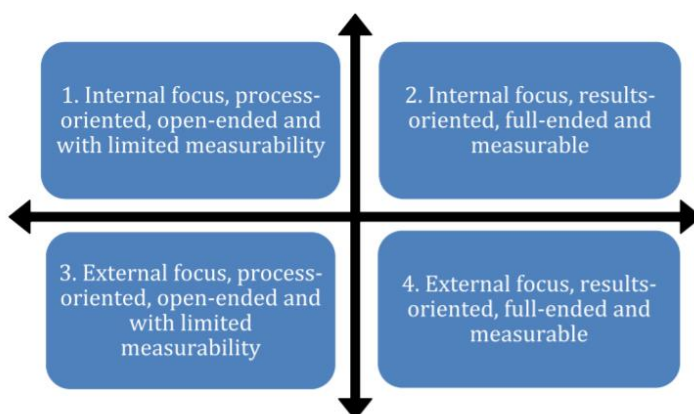 1. Internal focus, process-
oriented, open-ended and
with limited measurability
2. Internal focus, results-
oriented, full-ended and
measurable
3. External focus, process-
oriented, open-ended and
with limited
measurability
4. External focus, results-
oriented, full-ended and
measurable